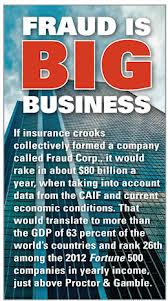 FRAUD IS
BIG
BUSINESS
If insurance crooks
collectively formed a company
called Fraud Corp., it would
rake in about $80 billion a
year, when taking into account
data from the CAIF and current
economic conditions. That
would translate to more than
the GDP of 63 percent of the
world's countries and rank 26th
among the 2012 Fortune 500
companies in yearly income,
just above Proctor & Gamble.